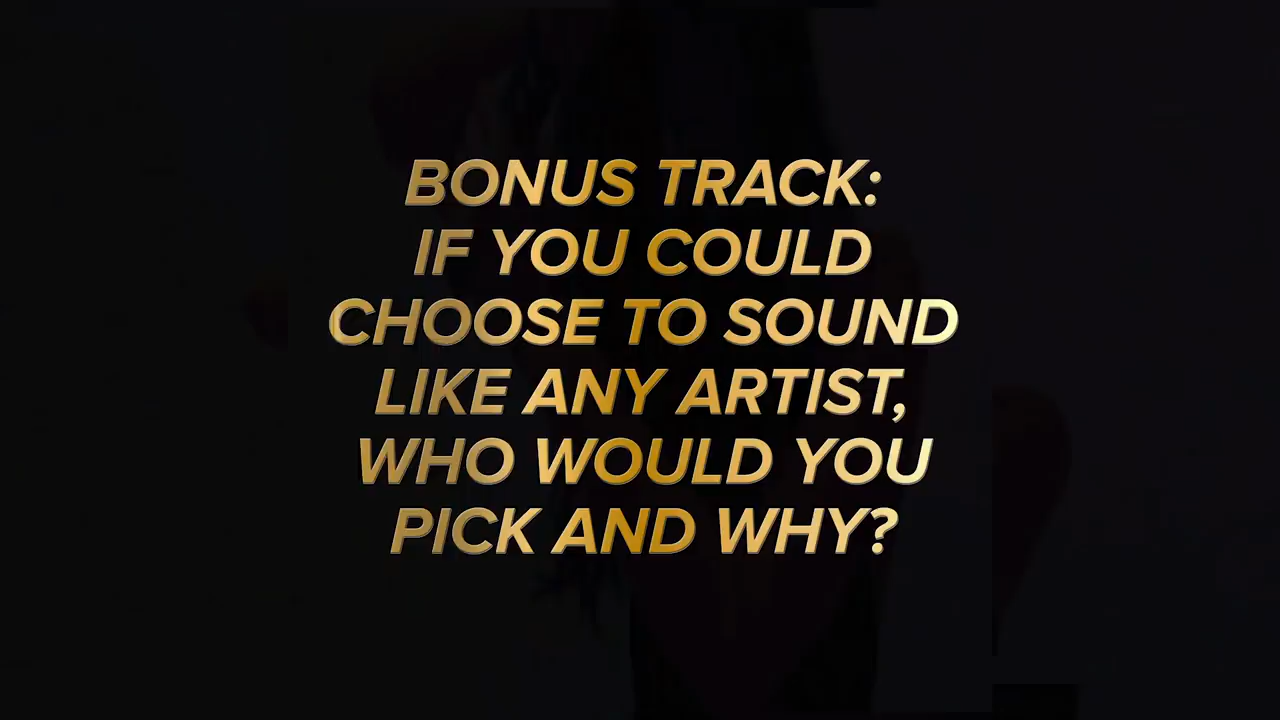 BONUS TRACK:
IF YOU COULD
CHOOSE TO SOUND
LIKE ANY ARTIST,
WHO WOULD YOU
PICK AND WHY?